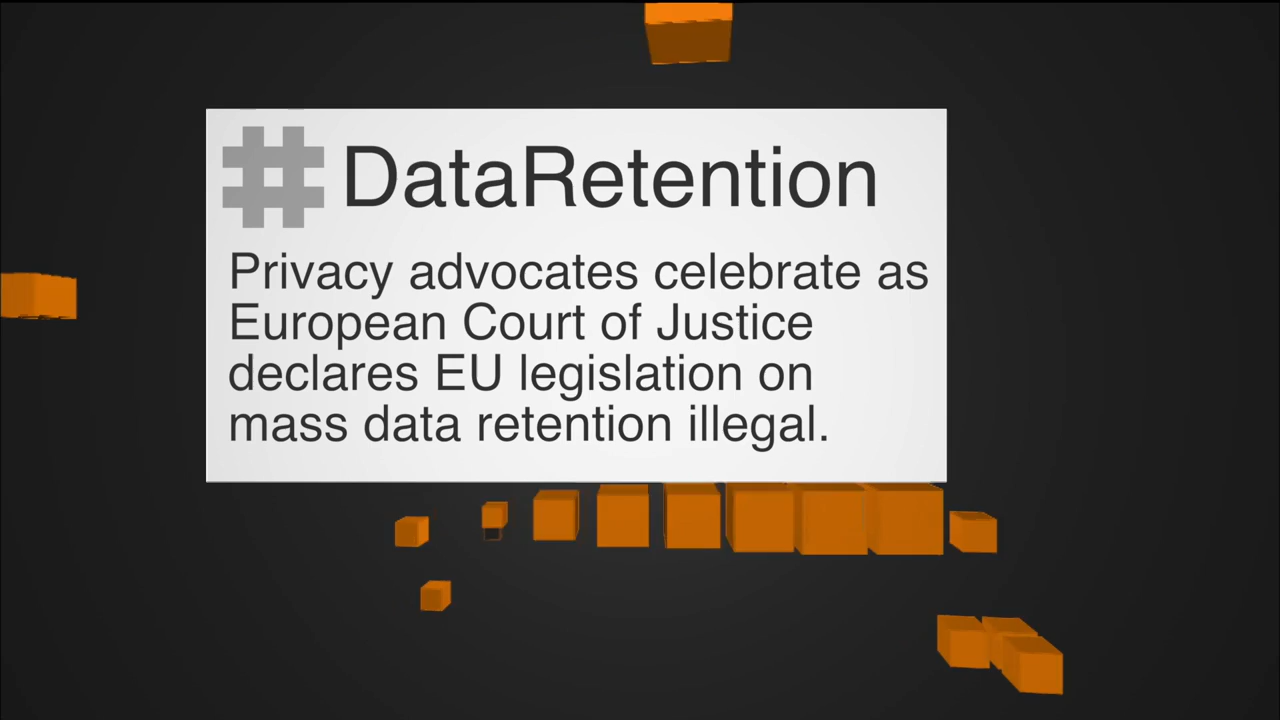 #DataRetention
Privacy advocates celebrate as
European Court of Justice
declares EU legislation on
mass data retention illegal.